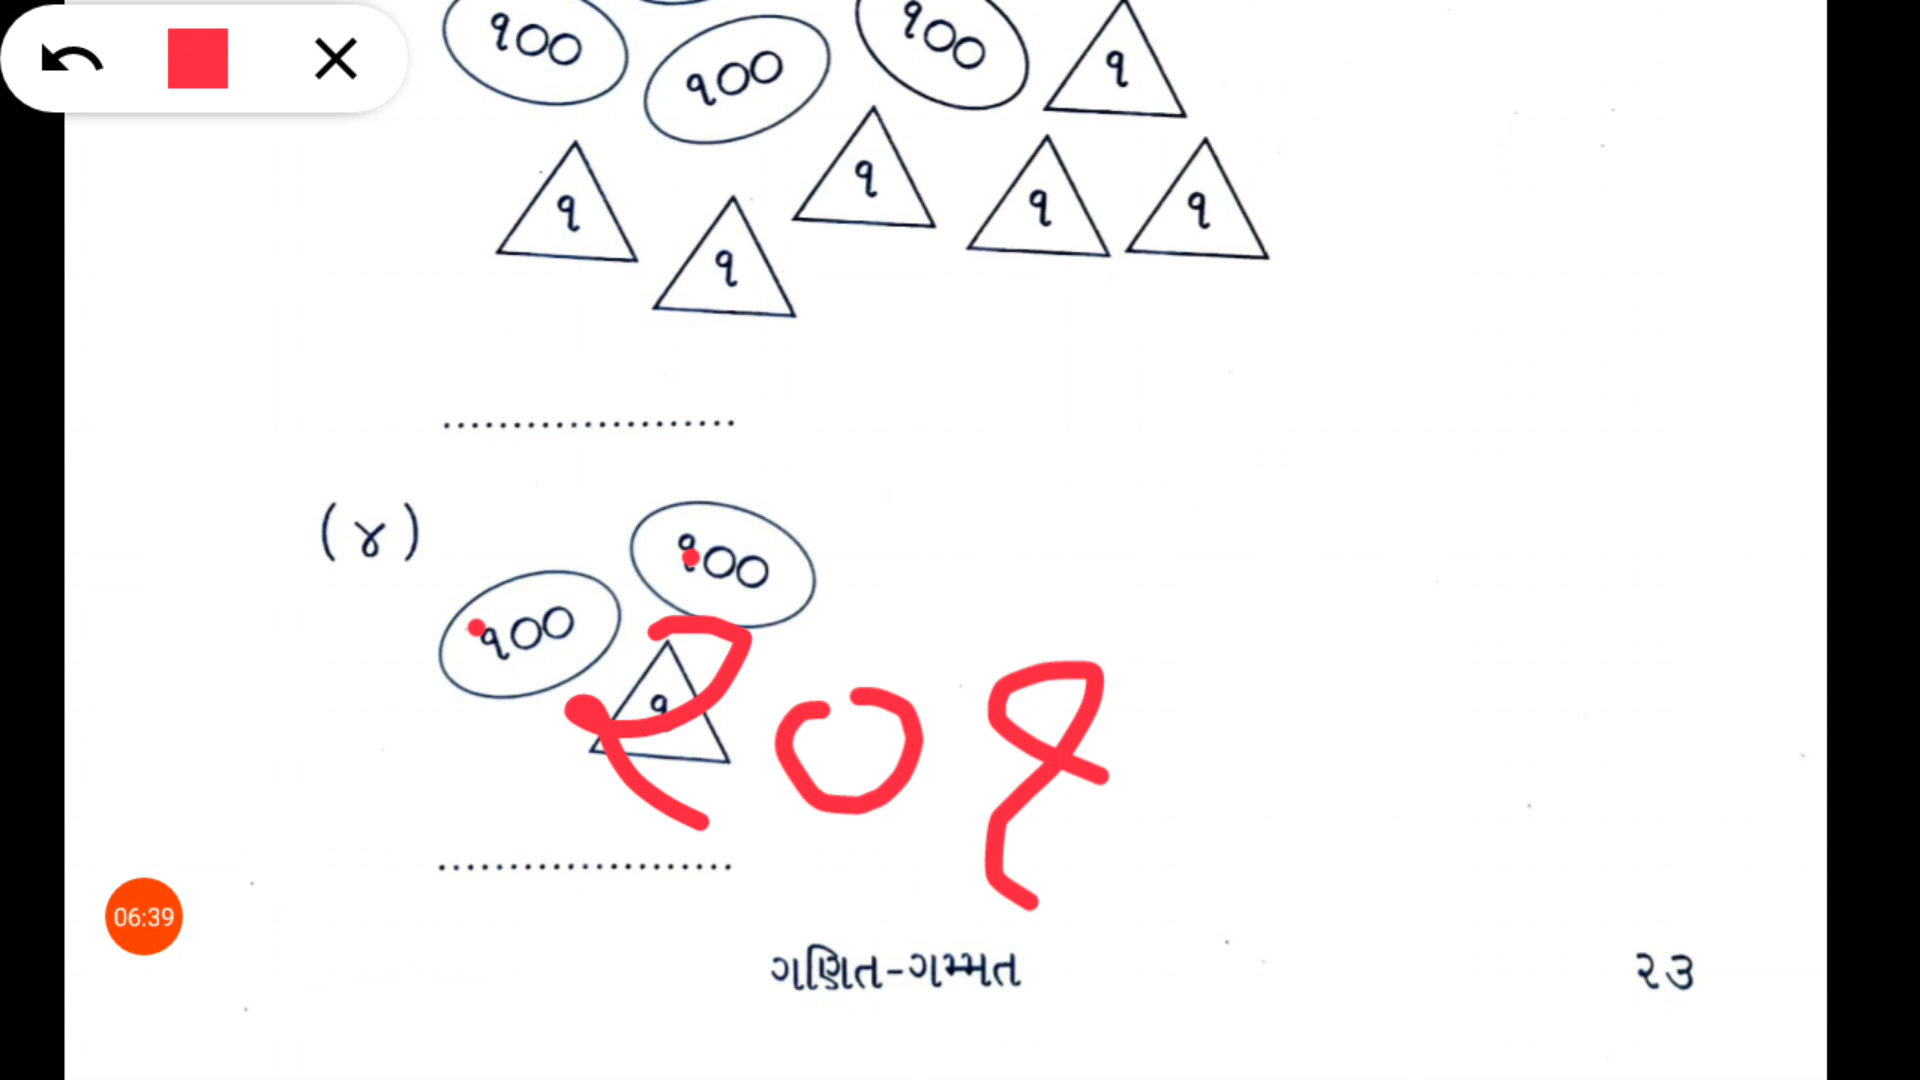 ૧૦૦ ૧૦૦ ૧૦૦ ૧
૧ ૧ ૧ ૧ ૧
....................
(૪) ૧૦૦
૧૦૦
૧
૨૦૧
....................
06:39
ગણિત-ગમ્મત ૨૩